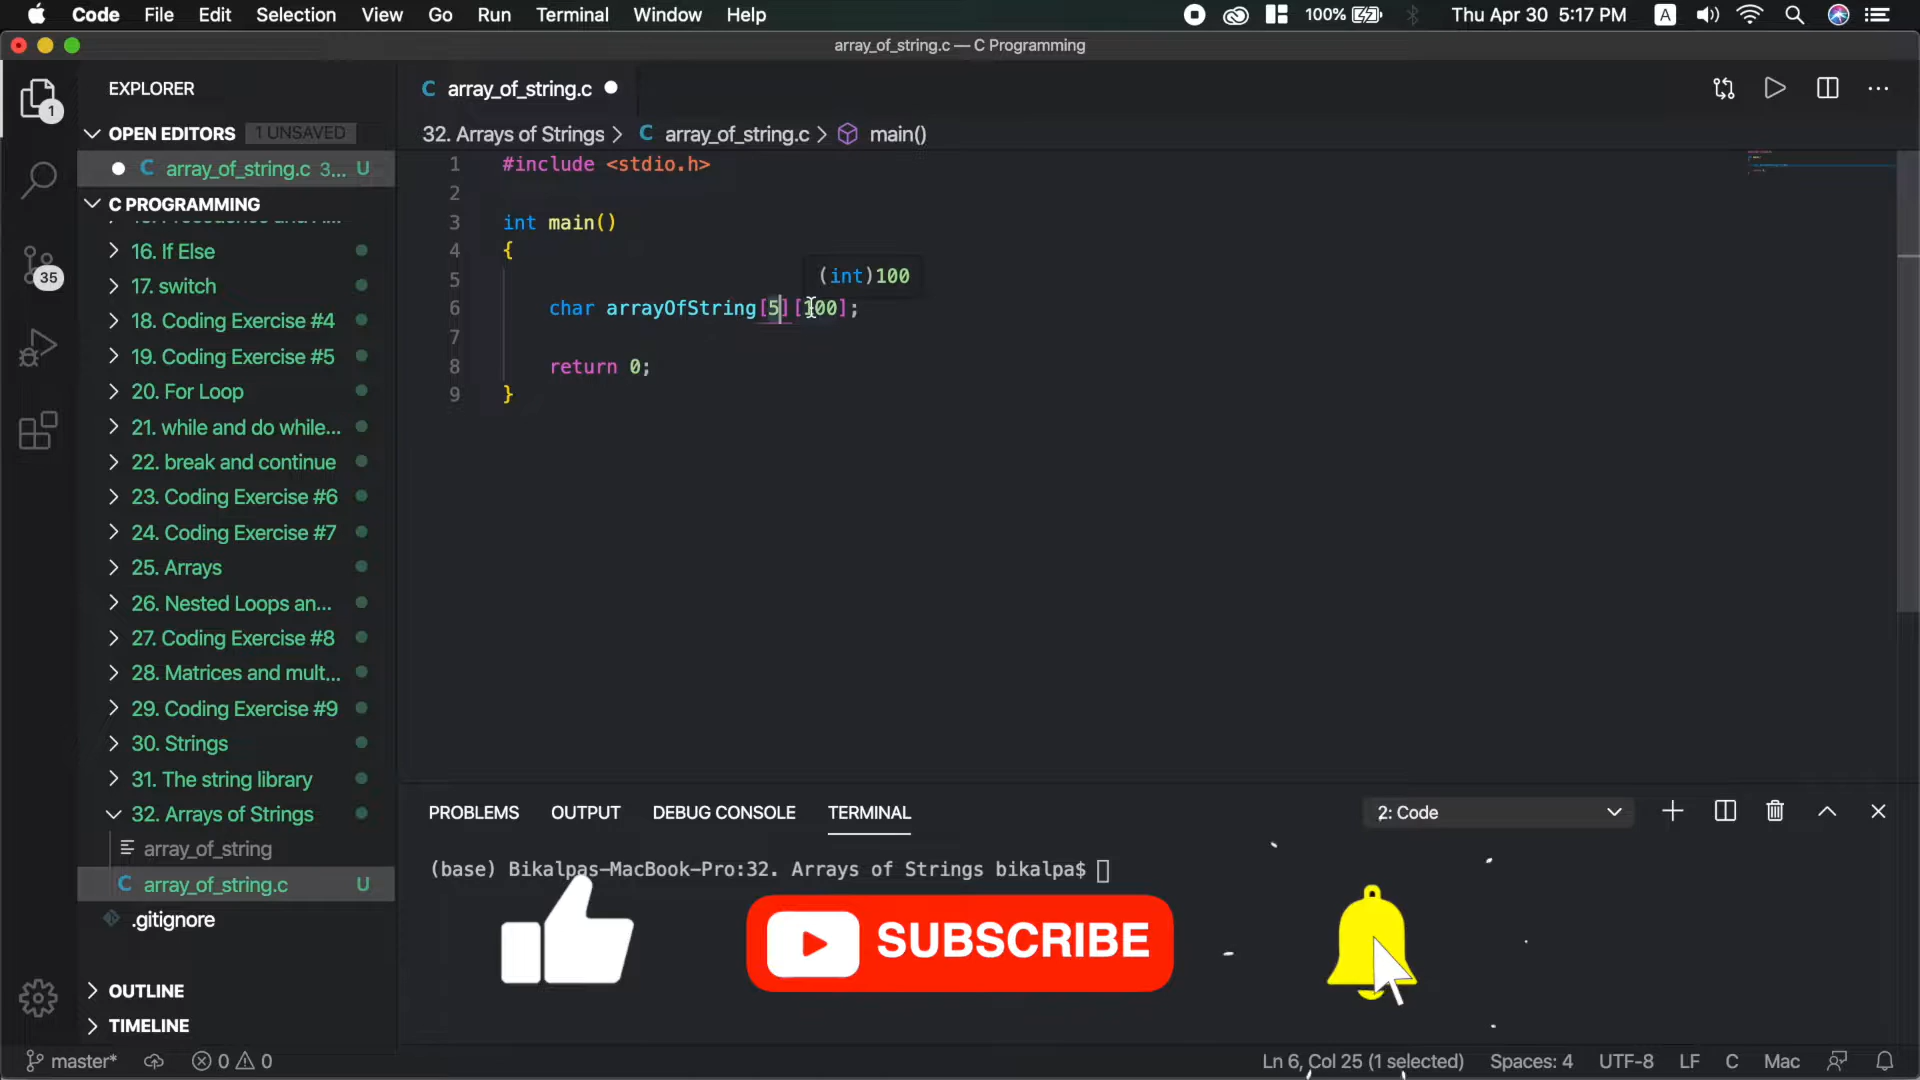 Code File Edit Selection View Go Run Terminal Window Help
100% Thu Apr 30 5:17 PM A
array_of_string.c — C Programming
EXPLORER
OPEN EDITORS 1 UNSAVED
C array_of_string.c 3... U
C PROGRAMMING
16. If Else
17. switch
18. Coding Exercise #4
19. Coding Exercise #5
20. For Loop
21. while and do while...
22. break and continue
23. Coding Exercise #6
24. Coding Exercise #7
25. Arrays
26. Nested Loops an...
27. Coding Exercise #8
28. Matrices and mult...
29. Coding Exercise #9
30. Strings
31. The string library
32. Arrays of Strings
array_of_string
C array_of_string.c U
.gitignore
OUTLINE
TIMELINE
1
35
C array_of_string.c
32. Arrays of Strings > C array_of_string.c > main()
1 #include <stdio.h>
2
3 int main()
4 {
5
(int)100
6 char arrayOfString[5][100];
7
8 return 0;
9 }
PROBLEMS OUTPUT DEBUG CONSOLE TERMINAL 2: Code
(base) Bikalpas-MacBook-Pro:32. Arrays of Strings bikalpa$
SUBSCRIBE
master* 0 0 Ln 6, Col 25 (1 selected) Spaces: 4 UTF-8 LF C Mac